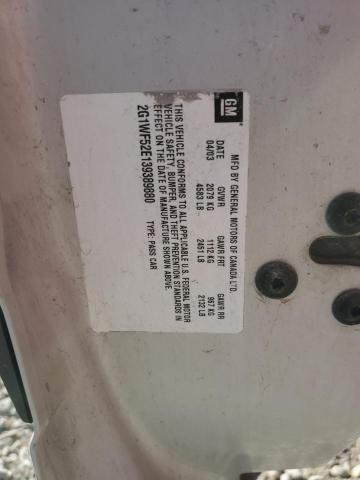 GM
MFD BY GENERAL MOTORS OF CANADA LTD.
DATE GVWR GAWR FRT GAWR RR
04/03 2079 KG 1112 KG 967 KG
4583 LB 2451 LB 2132 LB
THIS VEHICLE CONFORMS TO ALL APPLICABLE U.S. FEDERAL MOTOR
VEHICLE SAFETY, BUMPER, AND THEFT PREVENTION STANDARDS IN
EFFECT ON THE DATE OF MANUFACTURE SHOWN ABOVE.
2G1WF52E139389880 TYPE: PASS CAR